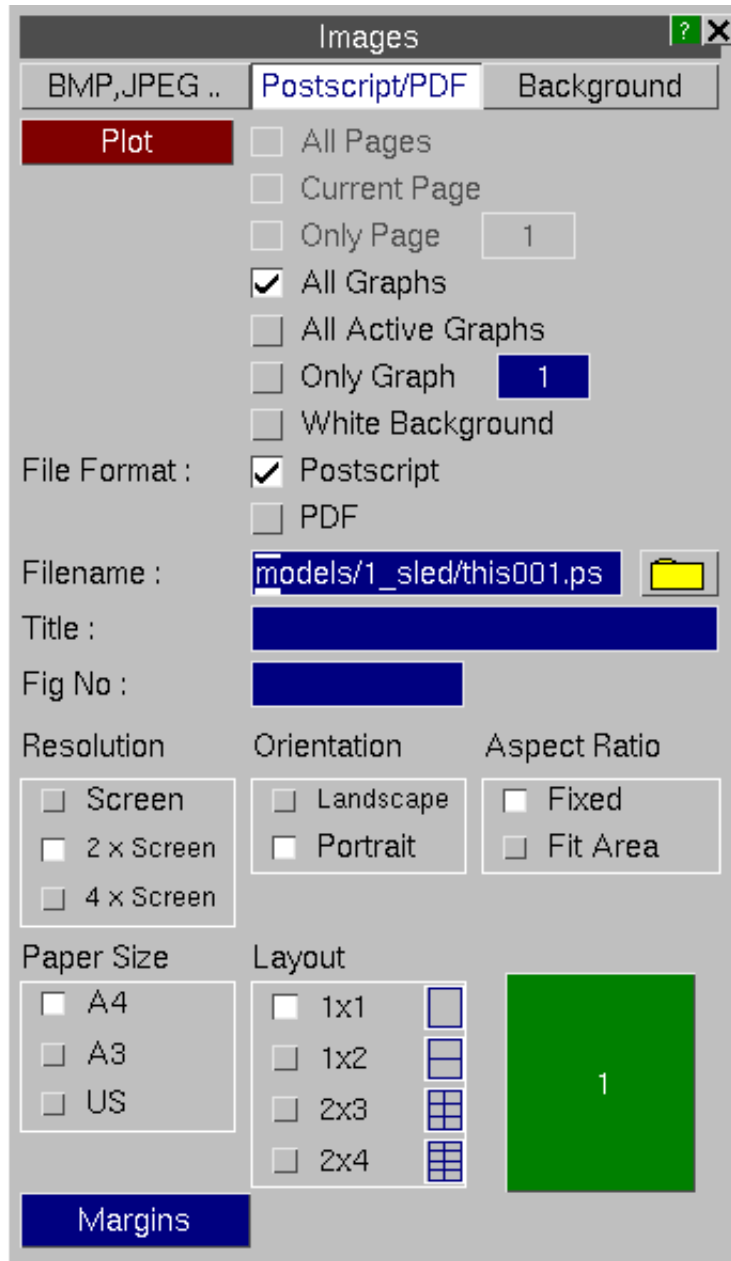 Images ?
BMP,JPEG .. Postscript/PDF Background
Plot All Pages
Current Page
Only Page 1
All Graphs
All Active Graphs
Only Graph 1
White Background
File Format : Postscript
PDF
Filename : models/1_sled/this001.ps
Title :
Fig No :
Resolution Orientation Aspect Ratio
Screen Landscape Fixed
2 x Screen Portrait Fit Area
4 x Screen
Paper Size Layout
A4 1x1
A3 1x2 1
US 2x3
2x4
Margins